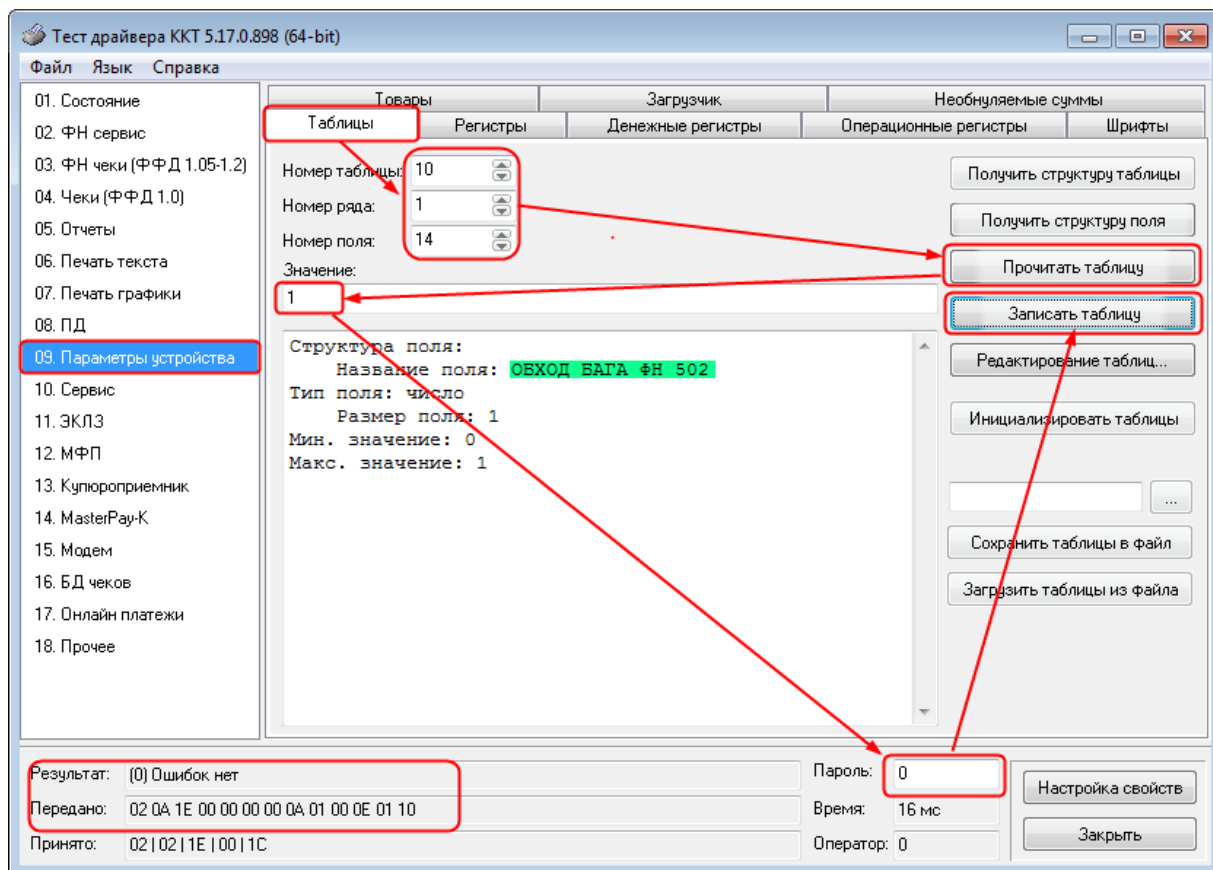 Тест драйвера ККТ 5.17.0.898 (64-bit)
Файл Язык Справка
01. Состояние
02. ФН сервис
03. ФН чеки (ФФД 1.05-1.2)
04. Чеки (ФФД 1.0)
05. Отчеты
06. Печать текста
07. Печать графики
08. ПД
09. Параметры устройства
10. Сервис
11. ЭКЛЗ
12. МФП
13. Купюроприемник
14. MasterPay-K
15. Модем
16. БД чеков
17. Онлайн платежи
18. Прочее
Товары Загрузчик Необнуляемые суммы
Таблицы Регистры Денежные регистры Операционные регистры Шрифты
Номер таблицы: 10
Номер ряда: 1
Номер поля: 14
Значение:
1
Структура поля:
Название поля: ОБХОД БАГА ФН 502
Тип поля: число
Размер поля: 1
Мин. значение: 0
Макс. значение: 1
Получить структуру таблицы
Получить структуру поля
Прочитать таблицу
Записать таблицу
Редактирование таблиц...
Инициализировать таблицы
...
Сохранить таблицы в файл
Загрузить таблицы из файла
Результат: (0) Ошибок нет
Передано: 02 0A 1E 00 00 00 00 0A 01 00 0E 01 10
Принято: 02 | 02 | 1E | 00 | 1C
Пароль: 0
Время: 16 мс
Оператор: 0
Настройка свойств
Закрыть